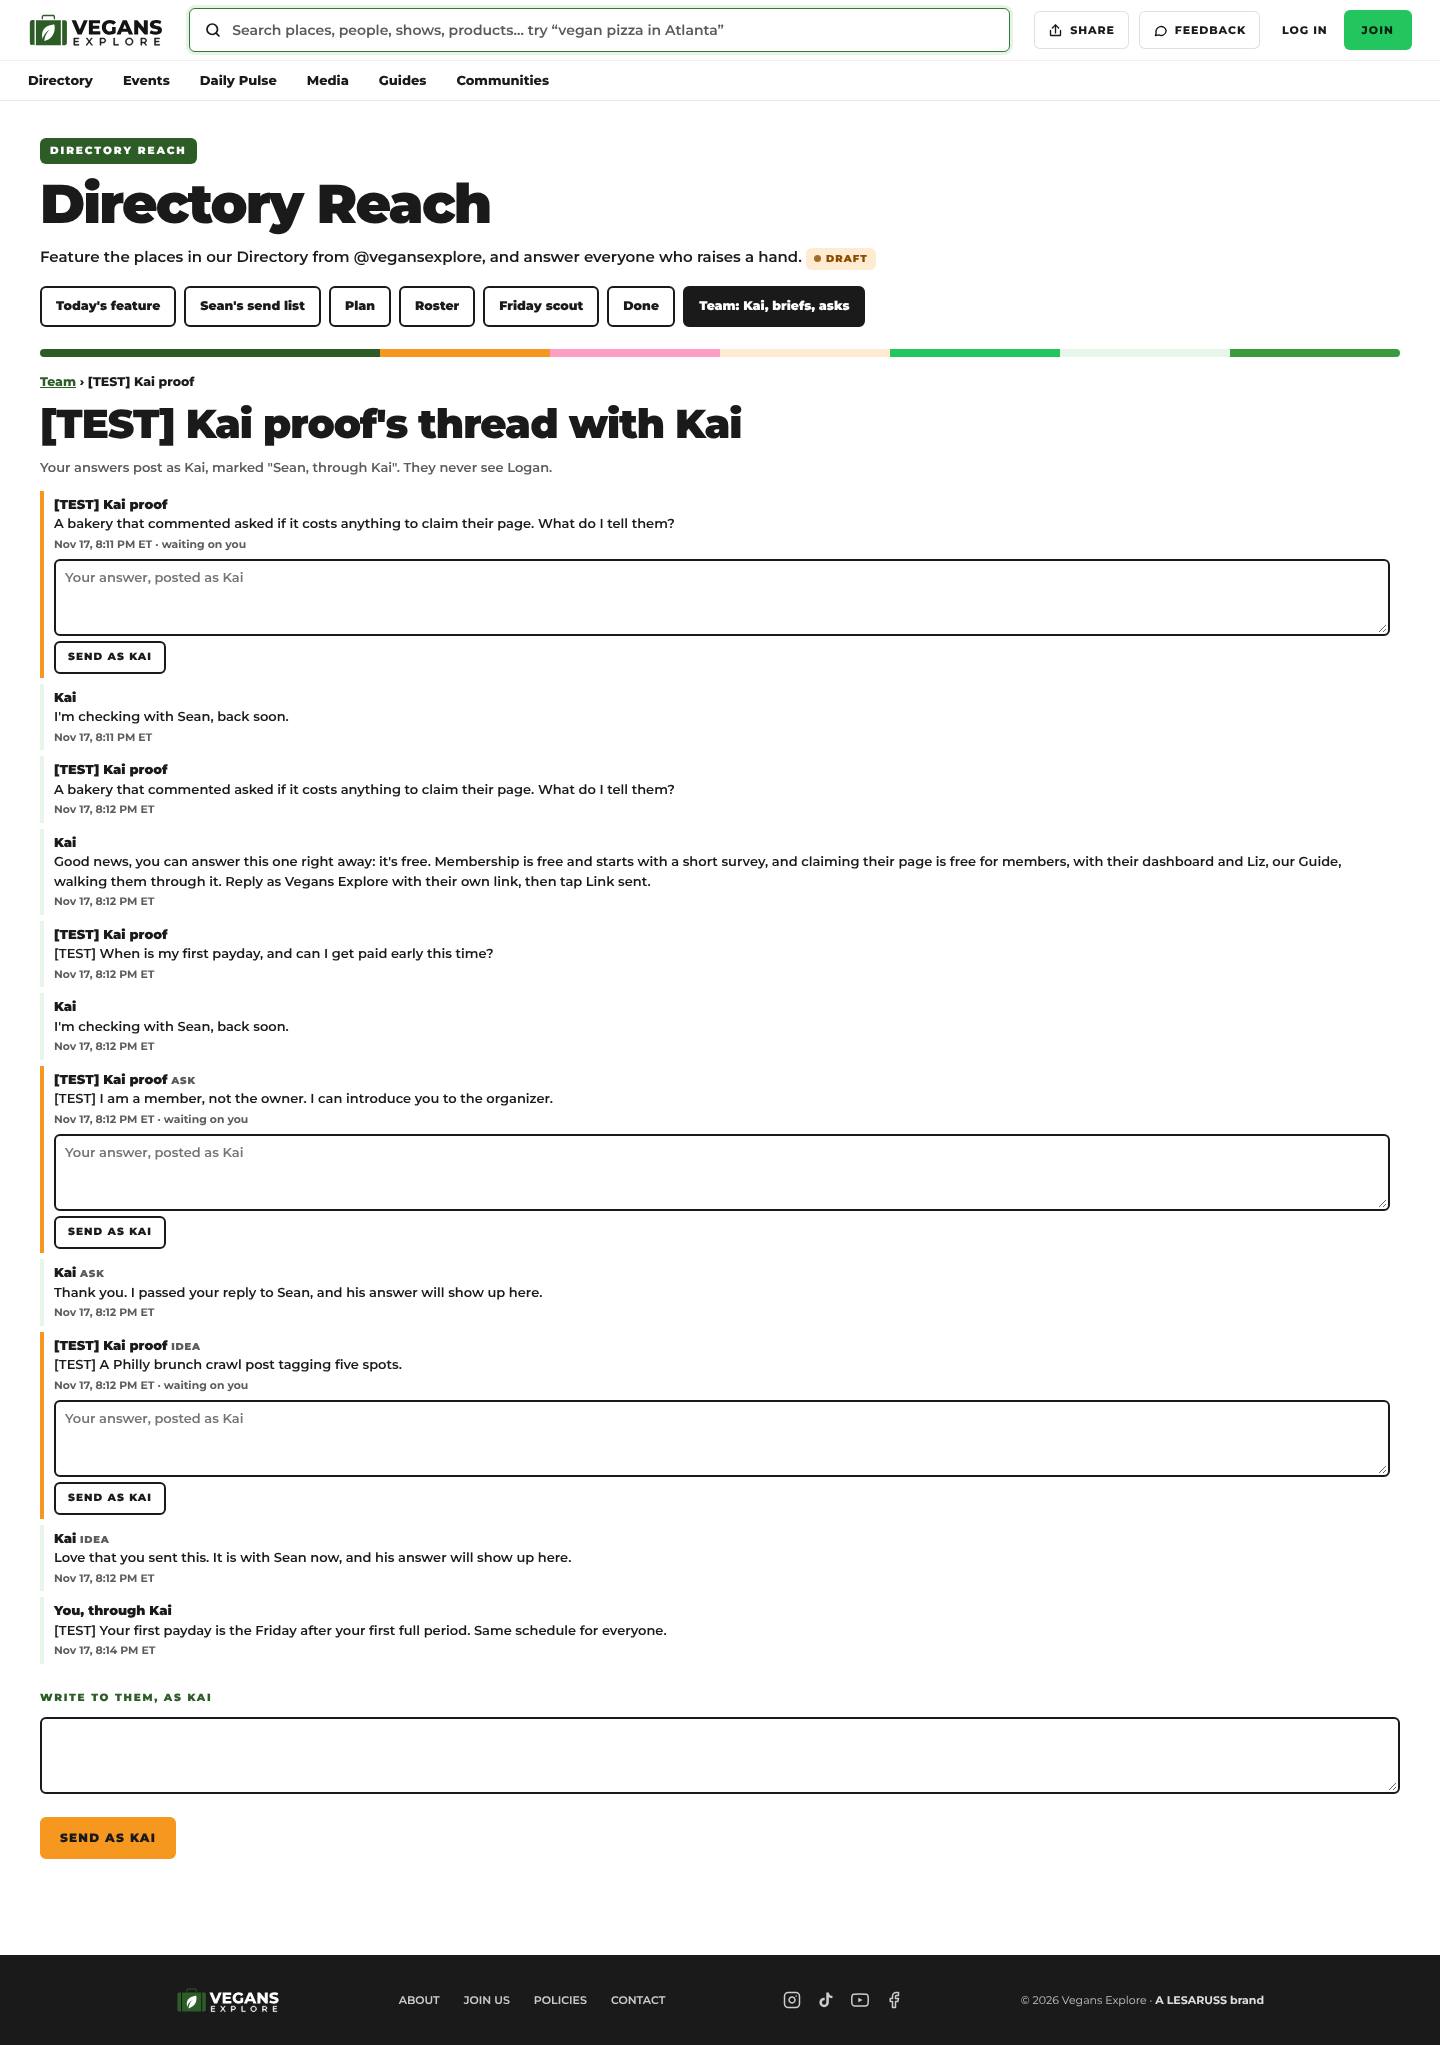 VEGANS
EXPLORE
Search places, people, shows, products... try “vegan pizza in Atlanta”
SHARE
FEEDBACK
LOG IN
JOIN
Directory
Events
Daily Pulse
Media
Guides
Communities
DIRECTORY REACH
Directory Reach
Feature the places in our Directory from @vegansexplore, and answer everyone who raises a hand. DRAFT
Today's feature
Sean's send list
Plan
Roster
Friday scout
Done
Team: Kai, briefs, asks
Team › [TEST] Kai proof
[TEST] Kai proof's thread with Kai
Your answers post as Kai, marked "Sean, through Kai". They never see Logan.
[TEST] Kai proof
A bakery that commented asked if it costs anything to claim their page. What do I tell them?
Nov 17, 8:11 PM ET · waiting on you
Your answer, posted as Kai
SEND AS KAI
Kai
I'm checking with Sean, back soon.
Nov 17, 8:11 PM ET
[TEST] Kai proof
A bakery that commented asked if it costs anything to claim their page. What do I tell them?
Nov 17, 8:12 PM ET
Kai
Good news, you can answer this one right away: it's free. Membership is free and starts with a short survey, and claiming their page is free for members, with their dashboard and Liz, our Guide,
walking them through it. Reply as Vegans Explore with their own link, then tap Link sent.
Nov 17, 8:12 PM ET
[TEST] Kai proof
[TEST] When is my first payday, and can I get paid early this time?
Nov 17, 8:12 PM ET
Kai
I'm checking with Sean, back soon.
Nov 17, 8:12 PM ET
[TEST] Kai proof ASK
[TEST] I am a member, not the owner. I can introduce you to the organizer.
Nov 17, 8:12 PM ET · waiting on you
Your answer, posted as Kai
SEND AS KAI
Kai ASK
Thank you. I passed your reply to Sean, and his answer will show up here.
Nov 17, 8:12 PM ET
[TEST] Kai proof IDEA
[TEST] A Philly brunch crawl post tagging five spots.
Nov 17, 8:12 PM ET · waiting on you
Your answer, posted as Kai
SEND AS KAI
Kai IDEA
Love that you sent this. It is with Sean now, and his answer will show up here.
Nov 17, 8:12 PM ET
You, through Kai
[TEST] Your first payday is the Friday after your first full period. Same schedule for everyone.
Nov 17, 8:14 PM ET
WRITE TO THEM, AS KAI
SEND AS KAI
VEGANS
EXPLORE
ABOUT
JOIN US
POLICIES
CONTACT
© 2026 Vegans Explore · A LESARUSS brand